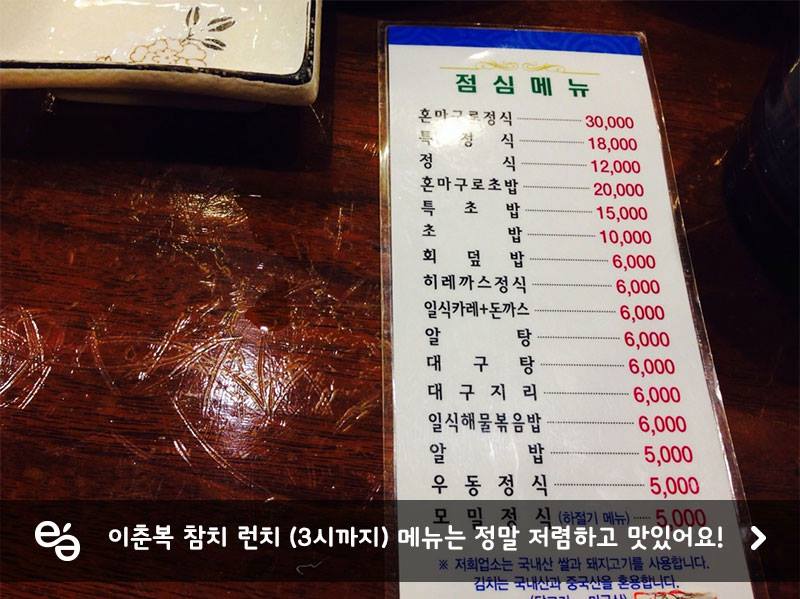 점심메뉴
혼마구로정식 30,000
특정식 18,000
정식 12,000
혼마구로초밥 20,000
특초밥 15,000
초밥 10,000
회덮밥 6,000
히레까스정식 6,000
일식카레+돈까스 6,000
알탕 6,000
대구탕 6,000
대구지리 6,000
일식해물볶음밥 6,000
알밥 5,000
우동정식 5,000
모밀정식 (하절기 메뉴) 5,000
이춘복 참치 런치 (3시까지) 메뉴는 정말 저렴하고 맛있어요!
※ 저희업소는 국내산 쌀과 돼지고기를 사용합니다.
김치는 국내산과 중국산을 혼용합니다.